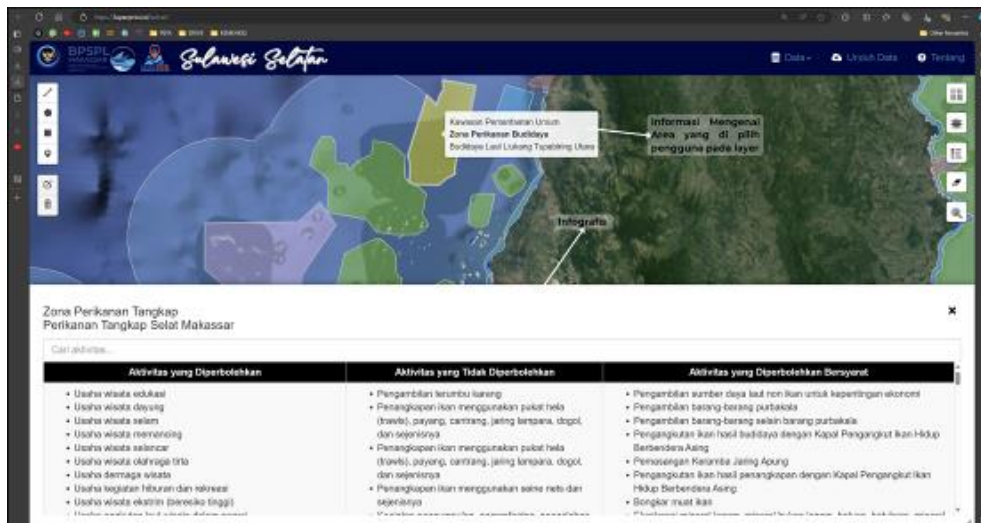 BPSPL
Sulawesi Selatan
Data
Unduh Data
Tentang
Kawasan Pemanfaatan Umum
Zona Perikanan Budidaya
Budidaya Laut Liukang Tupabiring Utara
Informasi Mengenai
Area yang di pilih
pengguna pada layer
Infografis
Zona Perikanan Tangkap
Perikanan Tangkap Selat Makassar
Cari aktivitas...
Aktivitas yang Diperbolehkan
Aktivitas yang Tidak Diperbolehkan
Aktivitas yang Diperbolehkan Bersyarat
Usaha wisata edukasi
Usaha wisata dayung
Usaha wisata selam
Usaha wisata memancing
Usaha wisata selancar
Usaha wisata olahraga tirta
Usaha dermaga wisata
Usaha kegiatan hiburan dan rekreasi
Usaha wisata ekstrim (beresiko tinggi)
Pengambilan terumbu karang
Penangkapan ikan menggunakan pukat hela
(trawls), payang, cantrang, jaring lampara, dogol,
dan sejenisnya
Penangkapan ikan menggunakan pukat hela
(trawls), payang, cantrang, jaring lampara, dogol,
dan sejenisnya
Penangkapan ikan menggunakan seine nets dan
sejenisnya
Pengambilan sumber daya laut non ikan untuk kepentingan ekonomi
Pengambilan barang-barang purbakala
Pengambilan barang-barang selain barang purbakala
Pengangkutan ikan hasil budidaya dengan Kapal Pengangkut Ikan Hidup
Berbendera Asing
Pemasangan Keramba Jaring Apung
Pengangkutan ikan hasil penangkapan dengan Kapal Pengangkut Ikan
Hidup Berbendera Asing
Bongkar muat ikan